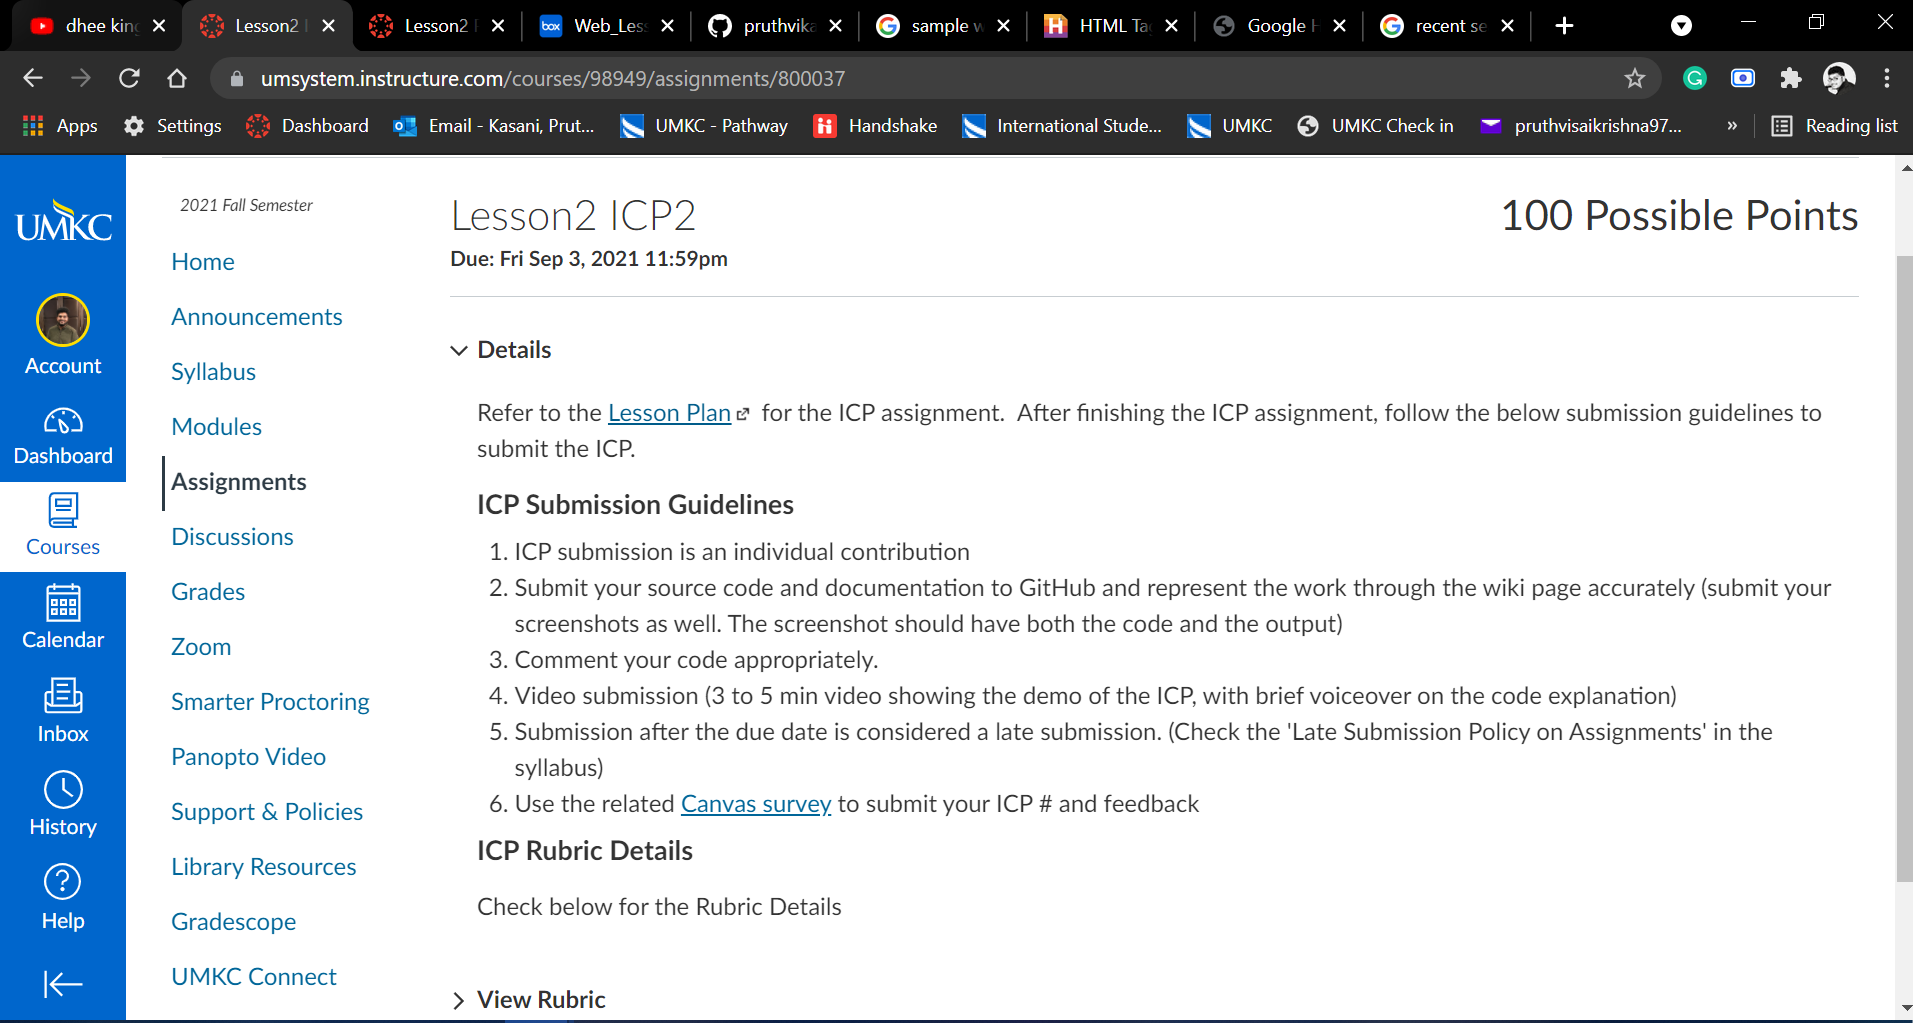 dhee king
Lesson2 I
Lesson2 F
box
Web_Less
pruthvika
sample w
HTML Tag
Google H
recent se
umsystem.instructure.com/courses/98949/assignments/800037
Apps
Settings
Dashboard
Email - Kasani, Prut...
UMKC - Pathway
Handshake
International Stude...
UMKC
UMKC Check in
pruthvisaikrishna97...
»
Reading list
UMKC
Account
Dashboard
Courses
Calendar
Inbox
History
Help
2021 Fall Semester
Home
Announcements
Syllabus
Modules
Assignments
Discussions
Grades
Zoom
Smarter Proctoring
Panopto Video
Support & Policies
Library Resources
Gradescope
UMKC Connect
Lesson2 ICP2
100 Possible Points
Due: Fri Sep 3, 2021 11:59pm
Details
Refer to the Lesson Plan for the ICP assignment. After finishing the ICP assignment, follow the below submission guidelines to
submit the ICP.
ICP Submission Guidelines
1. ICP submission is an individual contribution
2. Submit your source code and documentation to GitHub and represent the work through the wiki page accurately (submit your
screenshots as well. The screenshot should have both the code and the output)
3. Comment your code appropriately.
4. Video submission (3 to 5 min video showing the demo of the ICP, with brief voiceover on the code explanation)
5. Submission after the due date is considered a late submission. (Check the 'Late Submission Policy on Assignments' in the
syllabus)
6. Use the related Canvas survey to submit your ICP # and feedback
ICP Rubric Details
Check below for the Rubric Details
View Rubric